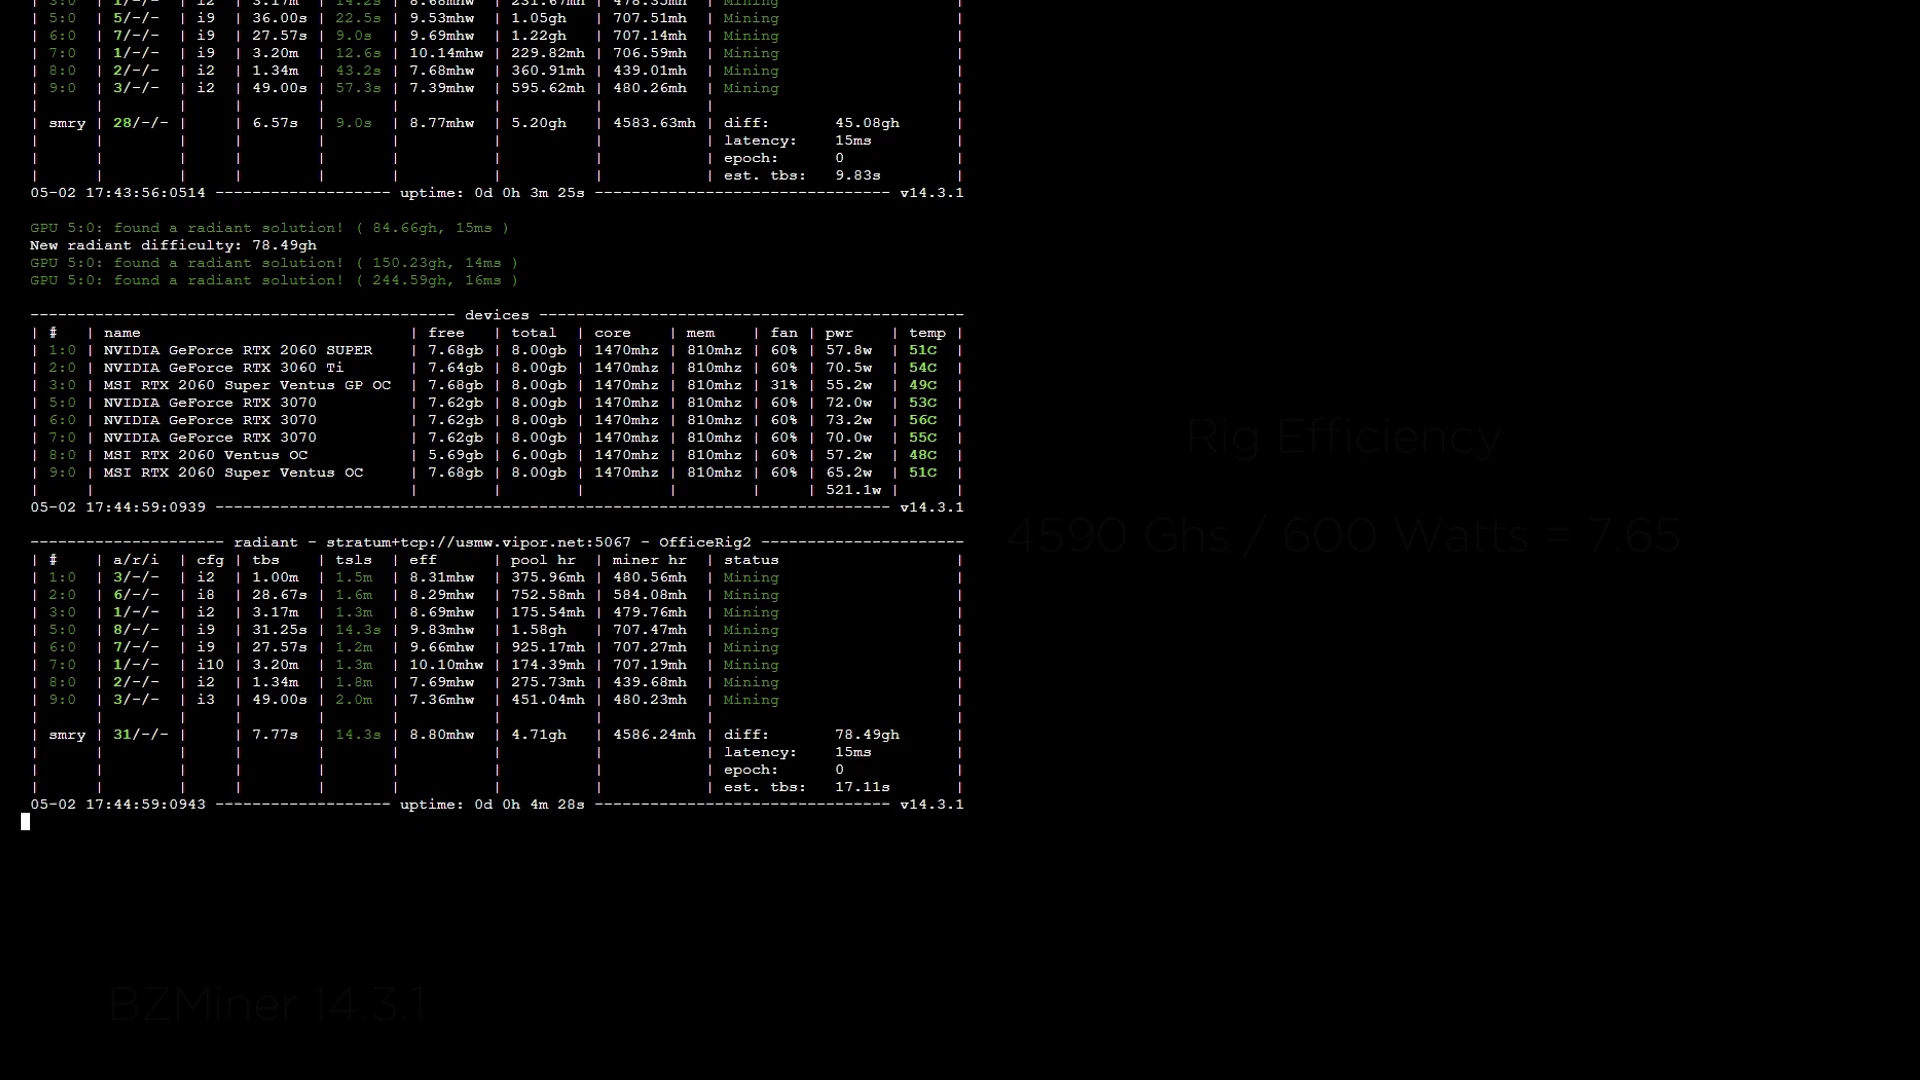 | 3:0 | 1/-/- | i2 | 3.17m | 14.2s | 8.68mhw | 231.67mh | 478.35mh | Mining |
| 5:0 | 5/-/- | i9 | 36.00s | 22.5s | 9.53mhw | 1.05gh | 707.51mh | Mining |
| 6:0 | 7/-/- | i9 | 27.57s | 9.0s | 9.69mhw | 1.22gh | 707.14mh | Mining |
| 7:0 | 1/-/- | i9 | 3.20m | 12.6s | 10.14mhw | 229.82mh | 706.59mh | Mining |
| 8:0 | 2/-/- | i2 | 1.34m | 43.2s | 7.68mhw | 360.91mh | 439.01mh | Mining |
| 9:0 | 3/-/- | i2 | 49.00s | 57.3s | 7.39mhw | 595.62mh | 480.26mh | Mining |
| smry | 28/-/- | | 6.57s | 9.0s | 8.77mhw | 5.20gh | 4583.63mh | diff: 45.08gh |
| latency: 15ms |
| epoch: 0 |
| est. tbs: 9.83s |
05-02 17:43:56:0514 ------------------- uptime: 0d 0h 3m 25s -------------------------------- v14.3.1
GPU 5:0: found a radiant solution! ( 84.66gh, 15ms )
New radiant difficulty: 78.49gh
GPU 5:0: found a radiant solution! ( 150.23gh, 14ms )
GPU 5:0: found a radiant solution! ( 244.59gh, 16ms )
---------------------------------------------- devices ----------------------------------------------
| # | name | free | total | core | mem | fan | pwr | temp |
| 1:0 | NVIDIA GeForce RTX 2060 SUPER | 7.68gb | 8.00gb | 1470mhz | 810mhz | 60% | 57.8w | 51C |
| 2:0 | NVIDIA GeForce RTX 3060 Ti | 7.64gb | 8.00gb | 1470mhz | 810mhz | 60% | 70.5w | 54C |
| 3:0 | MSI RTX 2060 Super Ventus GP OC | 7.68gb | 8.00gb | 1470mhz | 810mhz | 31% | 55.2w | 49C |
| 5:0 | NVIDIA GeForce RTX 3070 | 7.62gb | 8.00gb | 1470mhz | 810mhz | 60% | 72.0w | 53C |
| 6:0 | NVIDIA GeForce RTX 3070 | 7.62gb | 8.00gb | 1470mhz | 810mhz | 60% | 73.2w | 56C |
| 7:0 | NVIDIA GeForce RTX 3070 | 7.62gb | 8.00gb | 1470mhz | 810mhz | 60% | 70.0w | 55C |
| 8:0 | MSI RTX 2060 Ventus OC | 5.69gb | 6.00gb | 1470mhz | 810mhz | 60% | 57.2w | 48C |
| 9:0 | MSI RTX 2060 Super Ventus OC | 7.68gb | 8.00gb | 1470mhz | 810mhz | 60% | 65.2w | 51C |
| | | | | | | | 521.1w | |
05-02 17:44:59:0939 ------------------------------------------------------------------------- v14.3.1
--------------------- radiant - stratum+tcp://usmw.vipor.net:5067 - OfficeRig2 ----------------------
| # | a/r/i | cfg | tbs | tsls | eff | pool hr | miner hr | status |
| 1:0 | 3/-/- | i2 | 1.00m | 1.5m | 8.31mhw | 375.96mh | 480.56mh | Mining |
| 2:0 | 6/-/- | i8 | 28.67s | 1.6m | 8.29mhw | 752.58mh | 584.08mh | Mining |
| 3:0 | 1/-/- | i2 | 3.17m | 1.3m | 8.69mhw | 175.54mh | 479.76mh | Mining |
| 5:0 | 8/-/- | i9 | 31.25s | 14.3s | 9.83mhw | 1.58gh | 707.47mh | Mining |
| 6:0 | 7/-/- | i9 | 27.57s | 1.2m | 9.66mhw | 925.17mh | 707.27mh | Mining |
| 7:0 | 1/-/- | i10 | 3.20m | 1.3m | 10.10mhw | 174.39mh | 707.19mh | Mining |
| 8:0 | 2/-/- | i2 | 1.34m | 1.8m | 7.69mhw | 275.73mh | 439.68mh | Mining |
| 9:0 | 3/-/- | i3 | 49.00s | 2.0m | 7.36mhw | 451.04mh | 480.23mh | Mining |
| smry | 31/-/- | | 7.77s | 14.3s | 8.80mhw | 4.71gh | 4586.24mh | diff: 78.49gh |
| latency: 15ms |
| epoch: 0 |
| est. tbs: 17.11s |
05-02 17:44:59:0943 ------------------- uptime: 0d 0h 4m 28s -------------------------------- v14.3.1
Rig Efficiency
4590 Ghs / 600 Watts = 7.65
BZMiner 14.3.1